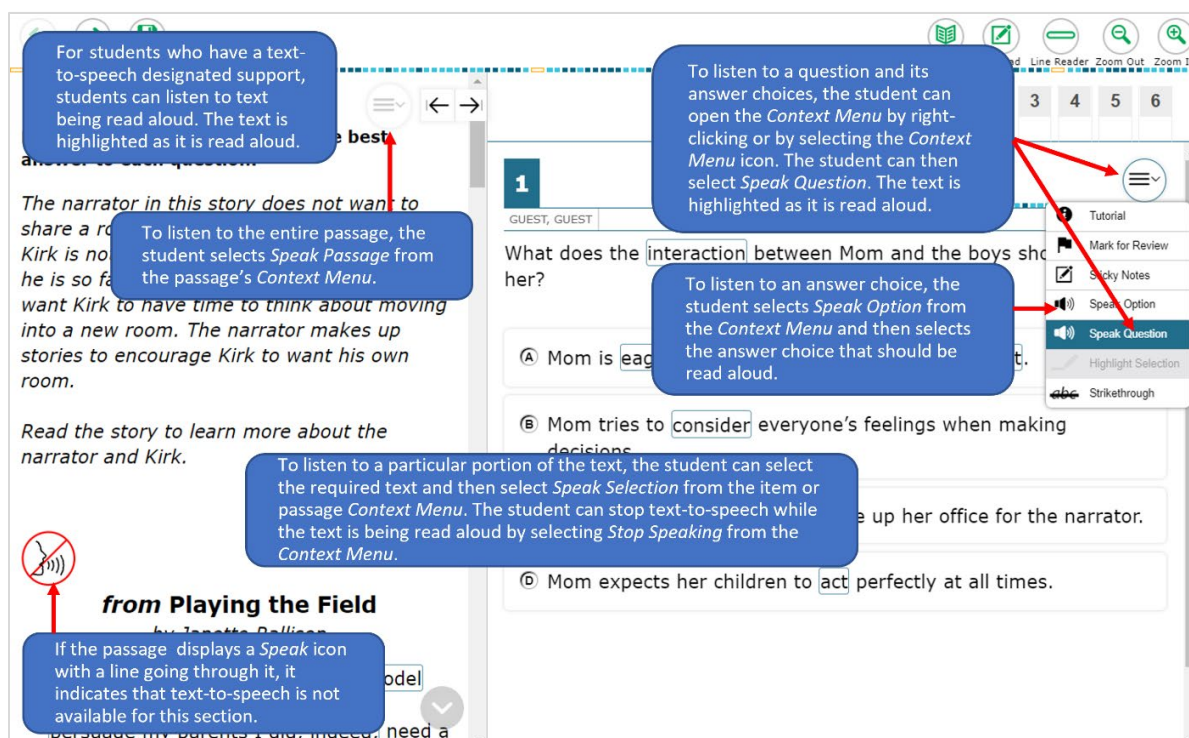 For students who have a text-
to-speech designated support,
students can listen to text
being read aloud. The text is
highlighted as it is read aloud.
Line Reader Zoom Out Zoom
To listen to a question and its
answer choices, the student can
open the Context Menu by right-
clicking or by selecting the Context
Menu icon. The student can then
select Speak Question. The text is
highlighted as it is read aloud.
3 4 5 6
best
answer to each question.
The narrator in this story does not want to
share a
Kirk is
he is so
want Kirk to have time to think about moving
into a new room. The narrator makes up
stories to encourage Kirk to want his own
room.
Read the story to learn more about the
narrator and Kirk.
To listen to the entire passage, the
student selects Speak Passage from
the passage's Context Menu.
from Playing the Field
by Janette Rallison
If the passage displays a Speak icon
with a line going through it, it
indicates that text-to-speech is not
available for this section.
persuade my parents I did, indeed, need a
1
GUEST, GUEST
What does the interaction between Mom and the boys
her?
To listen to an answer choice, the
student selects Speak Option from
the Context Menu and then selects
the answer choice that should be
read aloud.
Tutorial
Mark for Review
Sticky Notes
Speak Option
Speak Question
Highlight Selection
abc Strikethrough
A Mom is
B Mom tries to consider everyone's feelings when making
decisions.
To listen to a particular portion of the text, the student can select
the required text and then select Speak Selection from the item or
passage Context Menu. The student can stop text-to-speech while
the text is being read aloud by selecting Stop Speaking from the
Context Menu.
up her office for the narrator.
D Mom expects her children to act perfectly at all times.